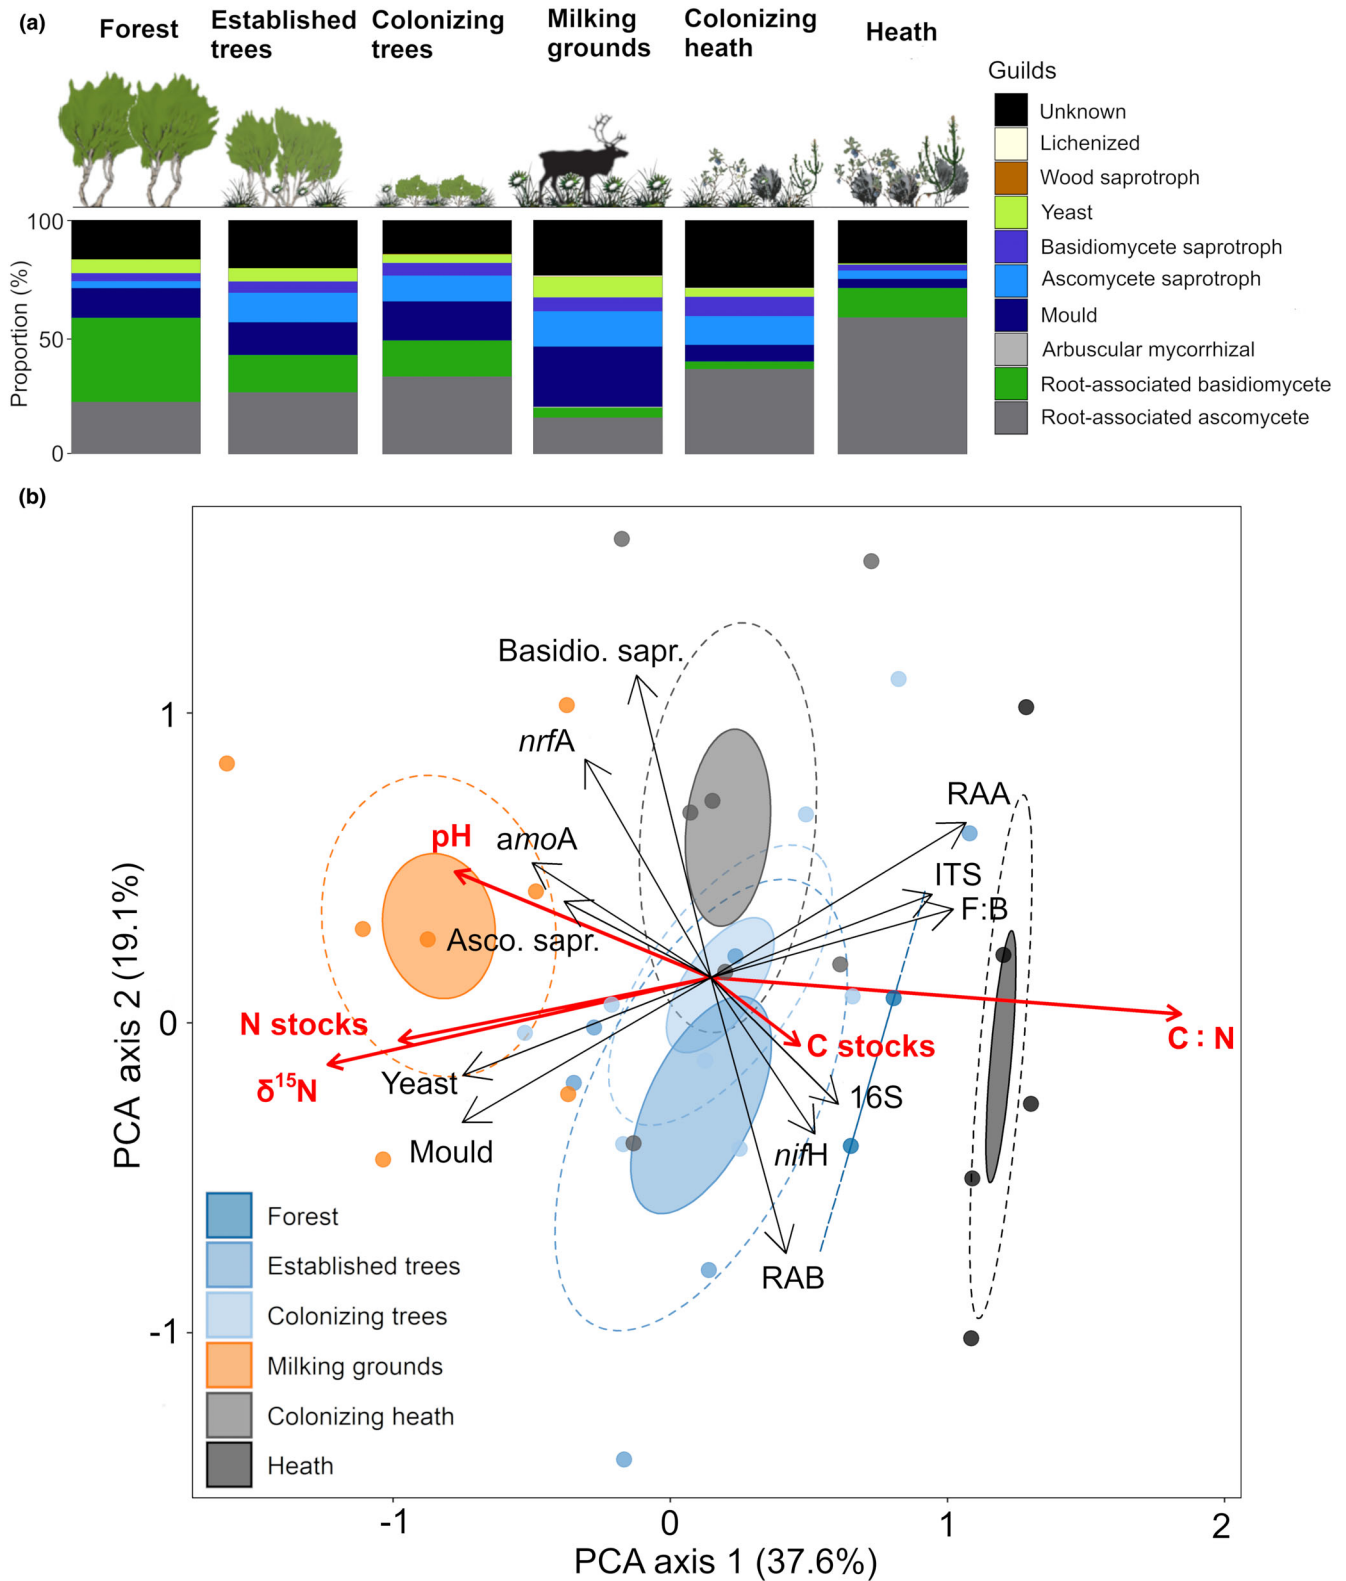 (a)
Forest
Established
trees
Colonizing
trees
Milking
grounds
Colonizing
heath
Heath
Guilds
Unknown
Lichenized
Wood saprotroph
Yeast
Basidiomycete saprotroph
Ascomycete saprotroph
Mould
Arbuscular mycorrhizal
Root-associated basidiomycete
Root-associated ascomycete
Proportion (%)
100
50
0
(b)
Basidio. sapr.
nrfA
amoA
pH
Asco. sapr.
RAA
ITS
F:B
N stocks
δ¹⁵N
Yeast
Mould
C stocks
C : N
16S
nifH
RAB
PCA axis 2 (19.1%)
1
0
-1
Forest
Established trees
Colonizing trees
Milking grounds
Colonizing heath
Heath
-1
0
1
2
PCA axis 1 (37.6%)